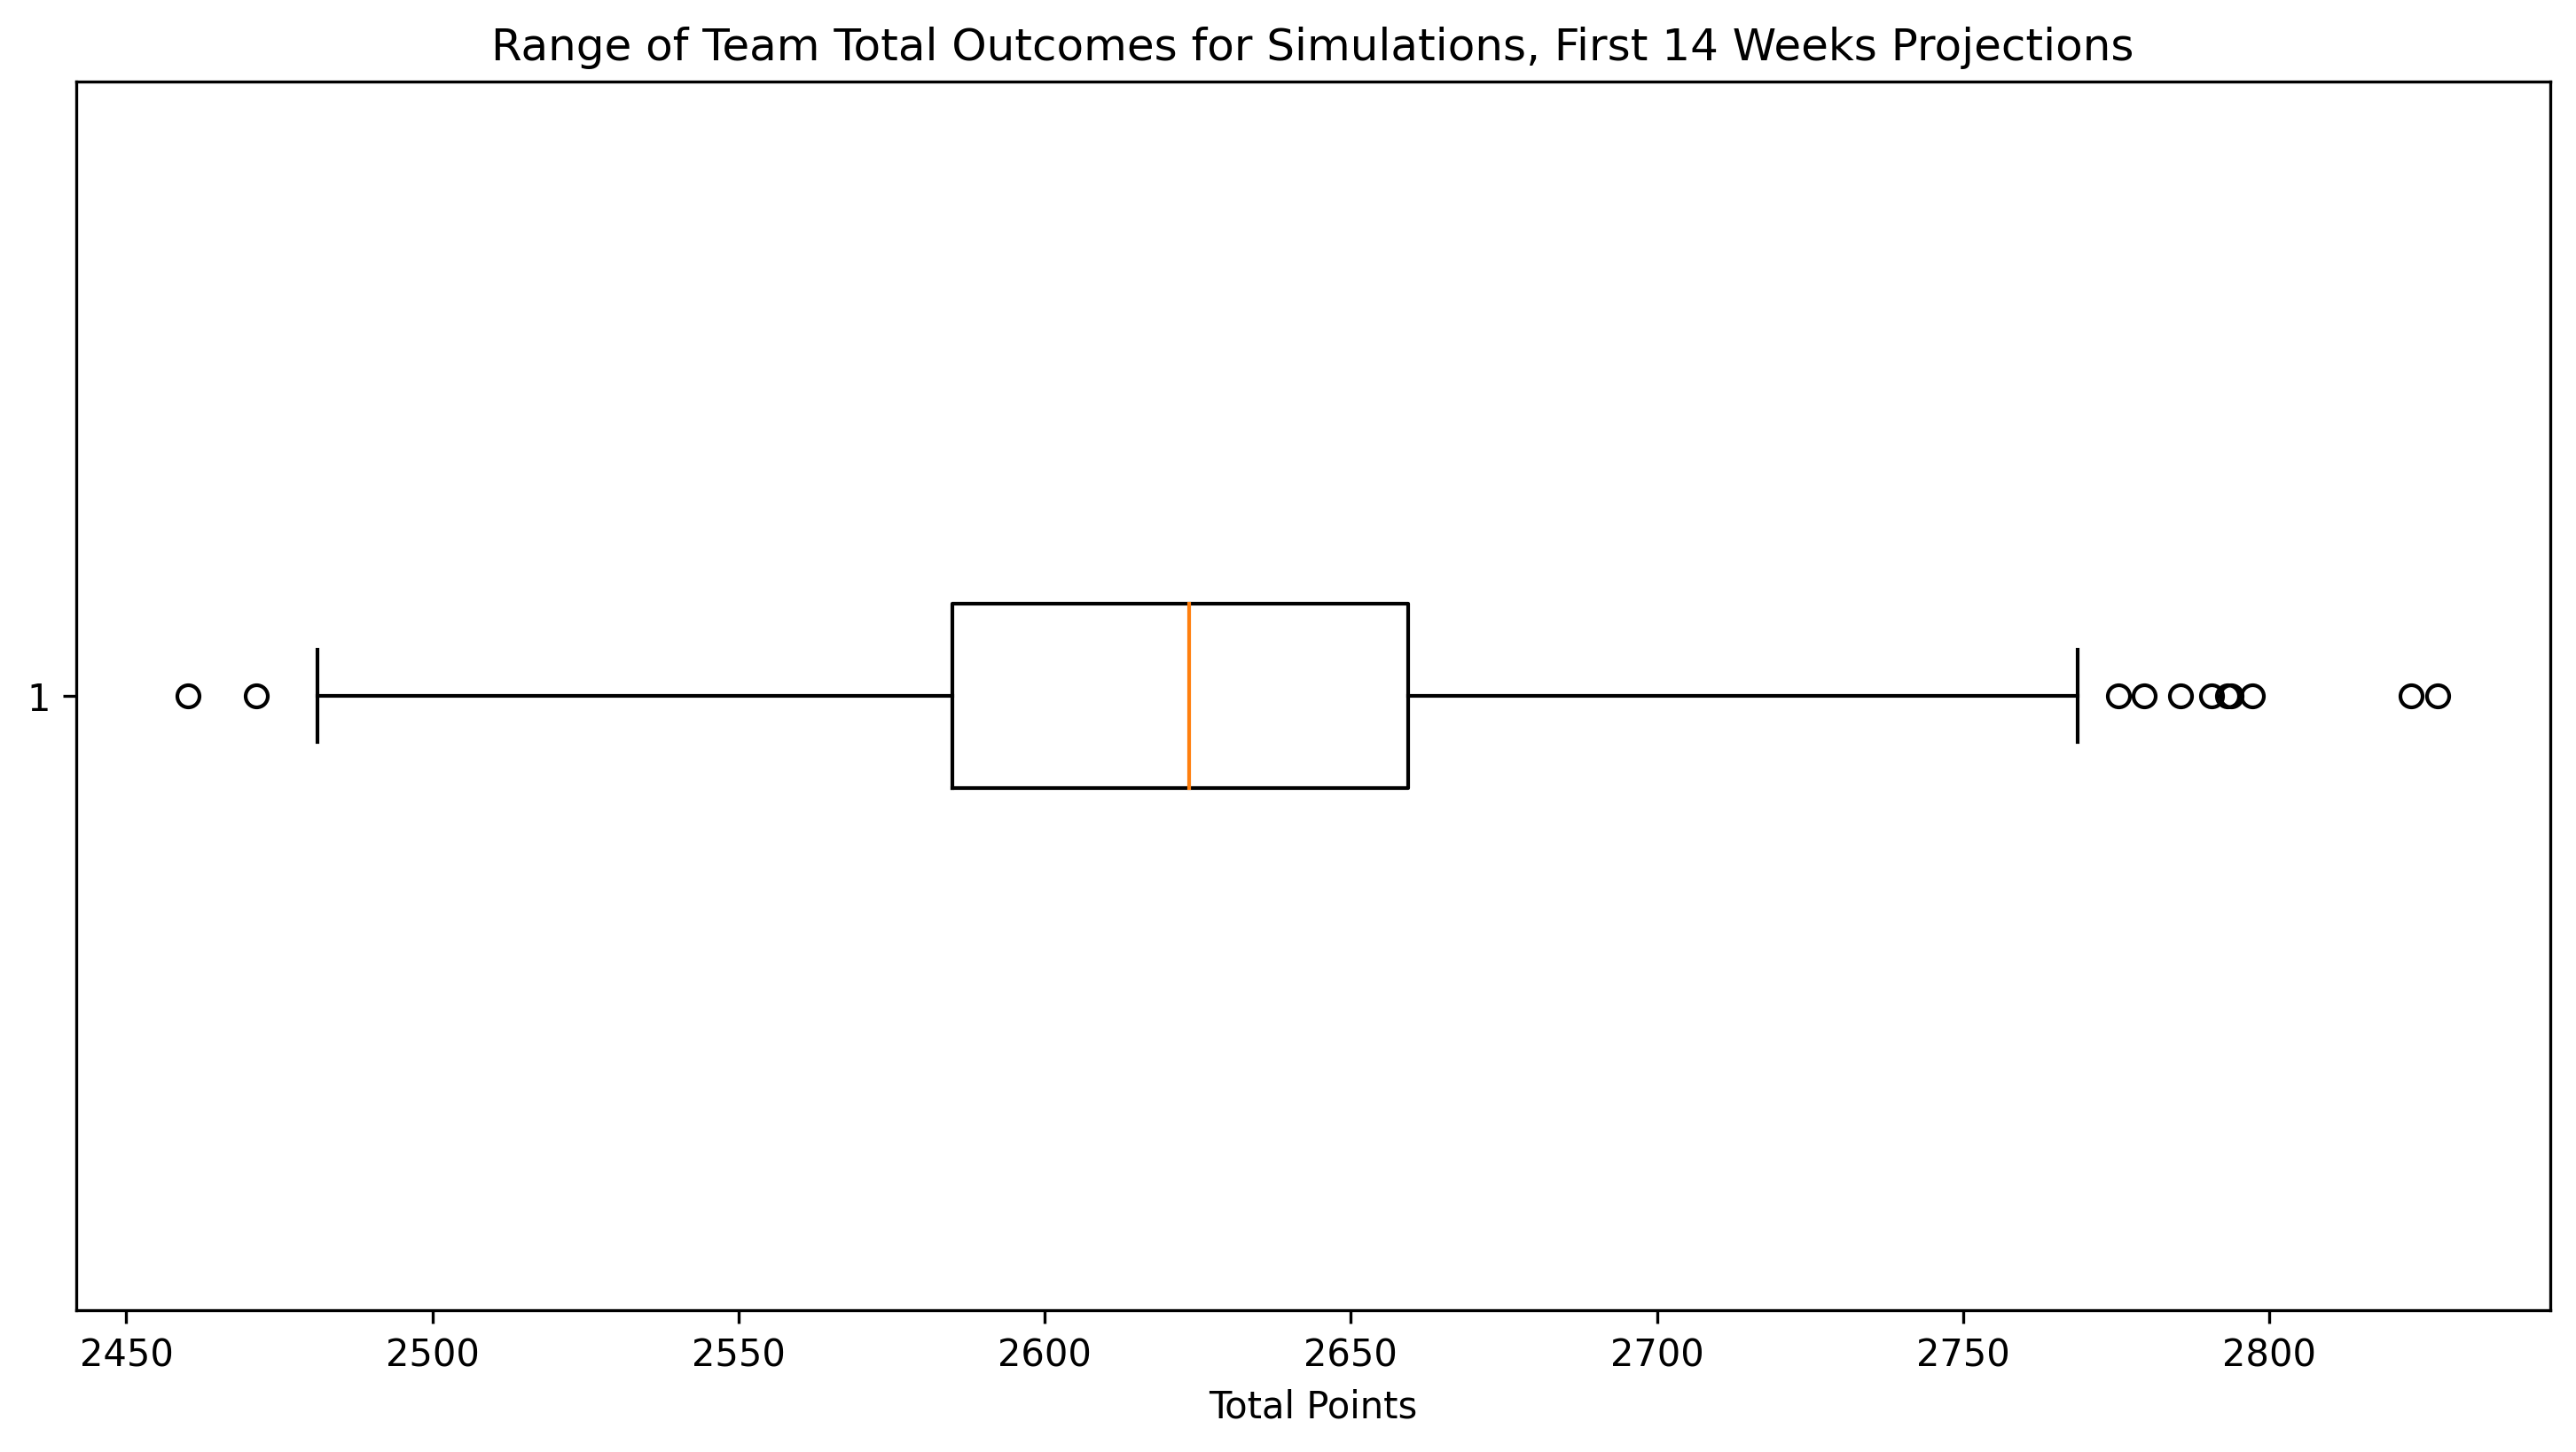 Range of Team Total Outcomes for Simulations, First 14 Weeks Projections
1
2450 2500 2550 2600 2650 2700 2750 2800
Total Points